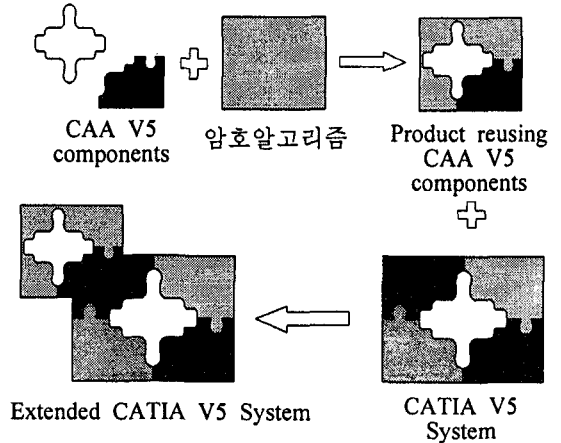 CAA V5
components
암호알고리즘
Product reusing
CAA V5
components
Extended CATIA V5 System
CATIA V5
System